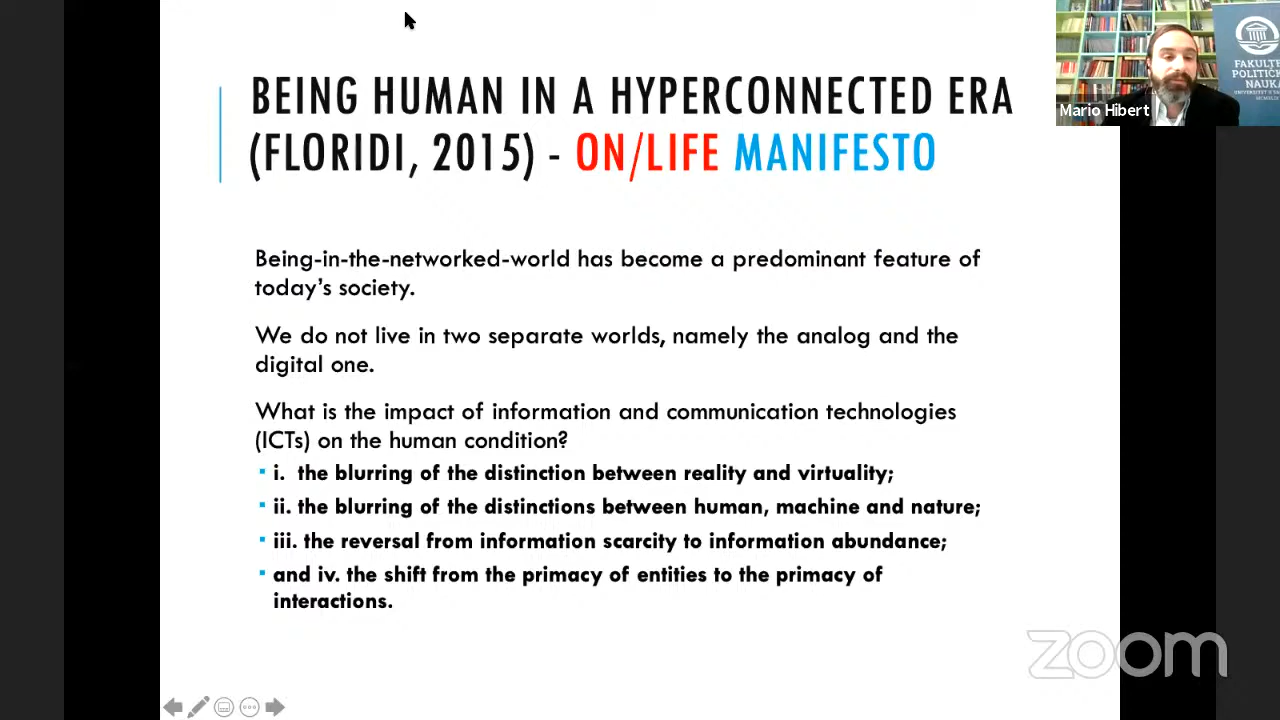 BEING HUMAN IN A HYPERCONNECTED ERA
(FLORIDI, 2015) - ON/LIFE MANIFESTO
Being-in-the-networked-world has become a predominant feature of
today's society.
We do not live in two separate worlds, namely the analog and the
digital one.
What is the impact of information and communication technologies
(ICTs) on the human condition?
i. the blurring of the distinction between reality and virtuality;
ii. the blurring of the distinctions between human, machine and nature;
iii. the reversal from information scarcity to information abundance;
and iv. the shift from the primacy of entities to the primacy of
interactions.
FAKULTE
POLITIČ
NAUKA
Mario Hibert
zoom